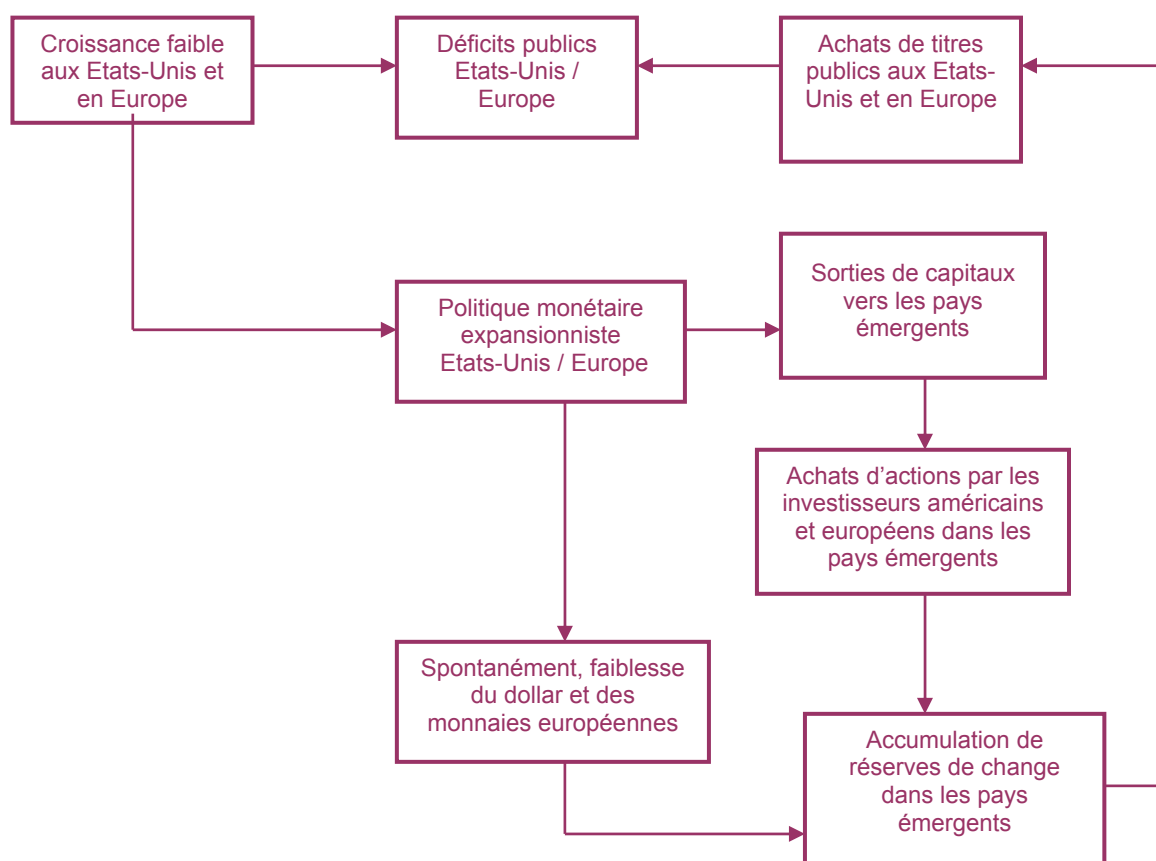 Croissance faible
aux Etats-Unis et
en Europe
Déficits publics
Etats-Unis /
Europe
Achats de titres
publics aux Etats-
Unis et en Europe
Sorties de capitaux
vers les pays
émergents
Politique monétaire
expansionniste
Etats-Unis / Europe
Achats d’actions par les
investisseurs américains
et européens dans les
pays émergents
Spontanément, faiblesse
du dollar et des
monnaies européennes
Accumulation de
réserves de change
dans les pays
émergents